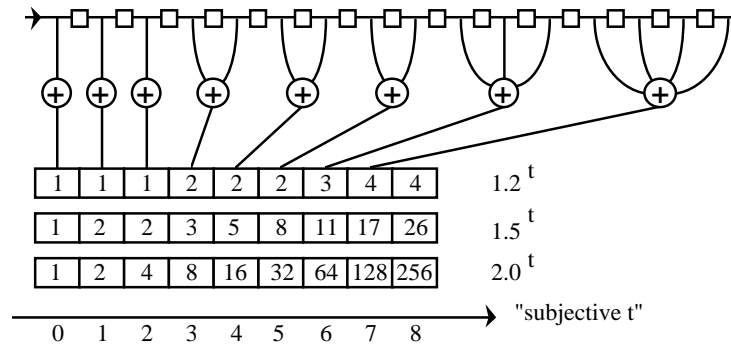 + + + + + + + +
1 1 1 2 2 2 3 4 4 1.2 t
1 2 2 3 5 8 11 17 26 1.5 t
1 2 4 8 16 32 64 128 256 2.0 t
"subjective t"
0 1 2 3 4 5 6 7 8